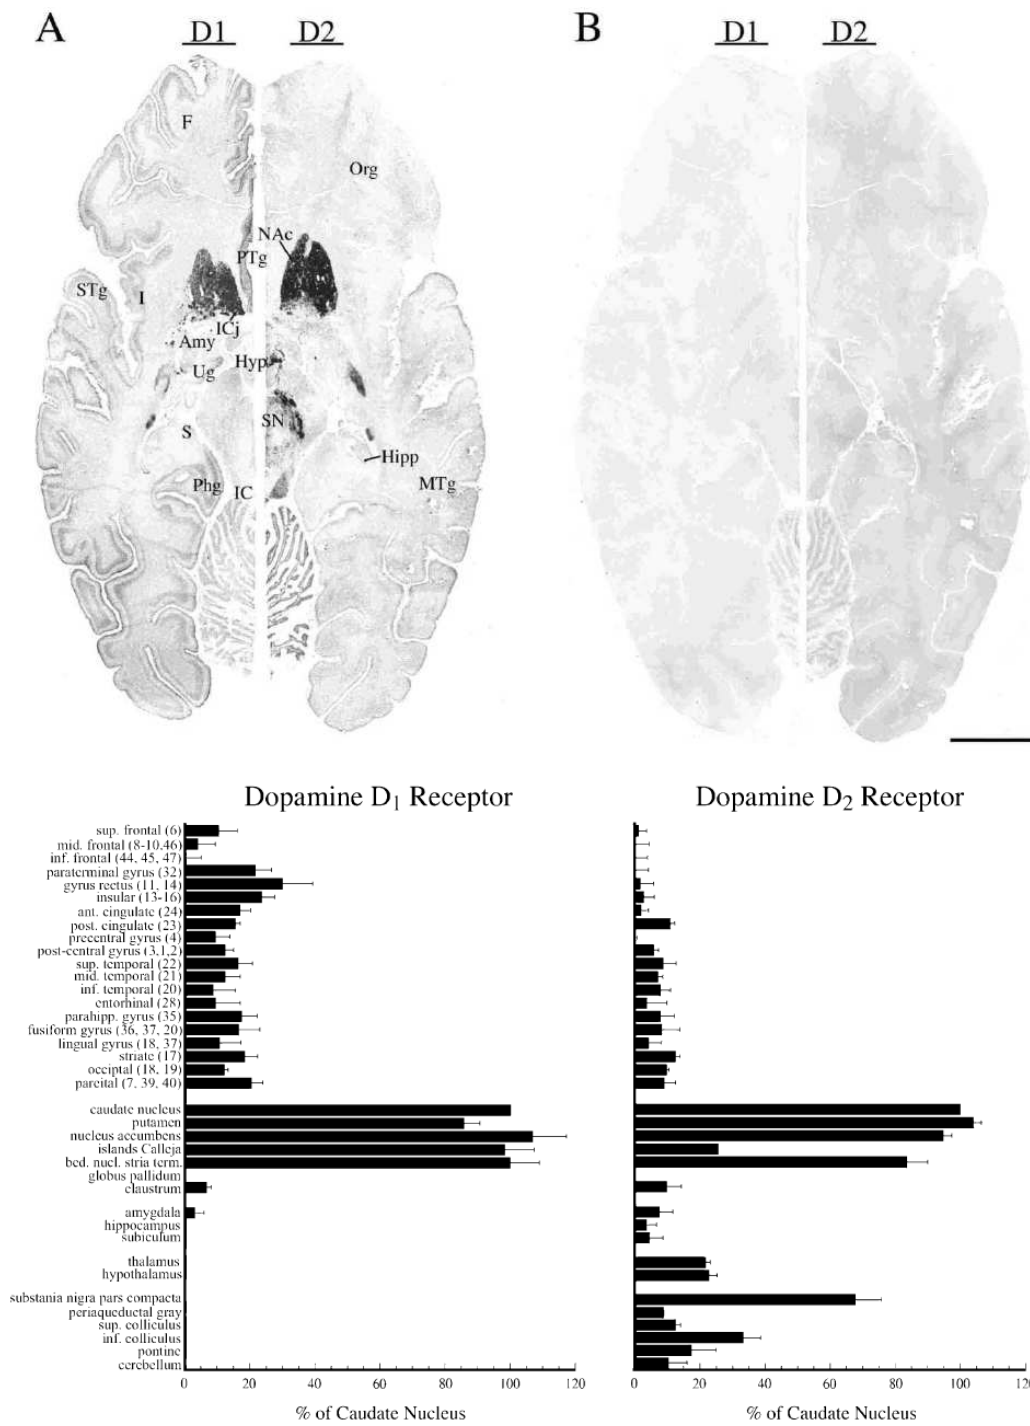 A D1 D2 B D1 D2
F
Org
NAc
PTg
STg I
ICj
Amy
Hyp
Ug
SN
S
Hipp
Phg IC MTg
Dopamine D1 Receptor Dopamine D2 Receptor
sup. frontal (6)
mid. frontal (8-10,46)
inf. frontal (44, 45, 47)
paraterminal gyrus (32)
gyrus rectus (11, 14)
insular (13-16)
ant. cingulate (24)
post. cingulate (23)
precentral gyrus (4)
post-central gyrus (3,1,2)
sup. temporal (22)
mid. temporal (21)
inf. temporal (20)
entorhinal (28)
parahipp. gyrus (35)
fusiform gyrus (36, 37, 20)
lingual gyrus (18, 37)
striate (17)
occiptal (18, 19)
parcital (7, 39, 40)
caudate nucleus
putamen
nucleus accumbens
islands Calleja
bed. nucl. stria term.
globus pallidum
claustrum
amygdala
hippocampus
subiculum
thalamus
hypothalamus
substania nigra pars compacta
periaqueductal gray
sup. colliculus
inf. colliculus
pontine
cerebellum
0 20 40 60 80 100 120 0 20 40 60 80 100 120
% of Caudate Nucleus % of Caudate Nucleus